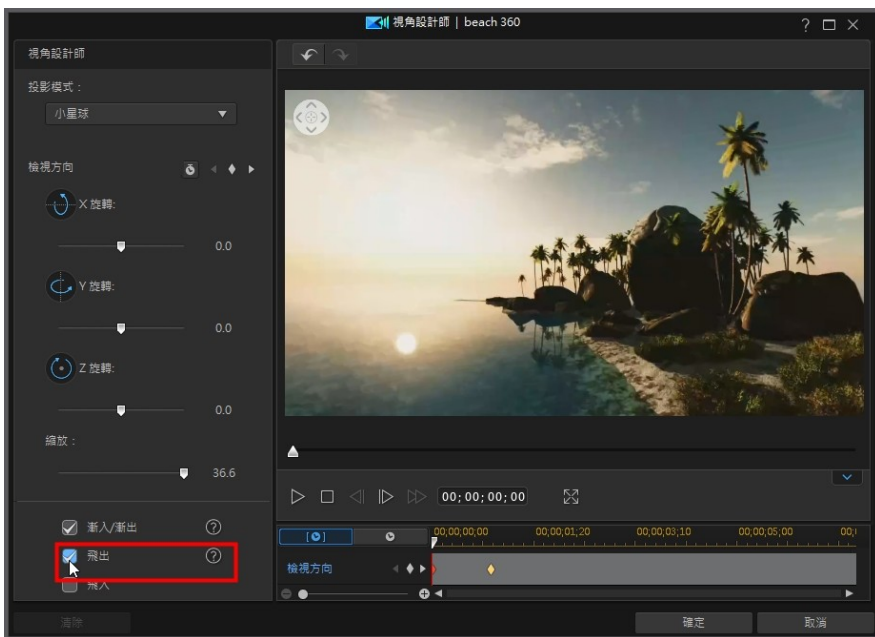 視角設計師 | beach 360
?
視角設計師
投影模式：
小星球
檢視方向
X 旋轉:
0.0
Y 旋轉:
0.0
Z 旋轉:
0.0
縮放：
36.6
漸入/漸出 ?
飛出 ?
飛入
清除
00;00;00;00
00;00;00;00 00;00;01;20 00;00;03;10 00;00;05;00
檢視方向
確定 取消